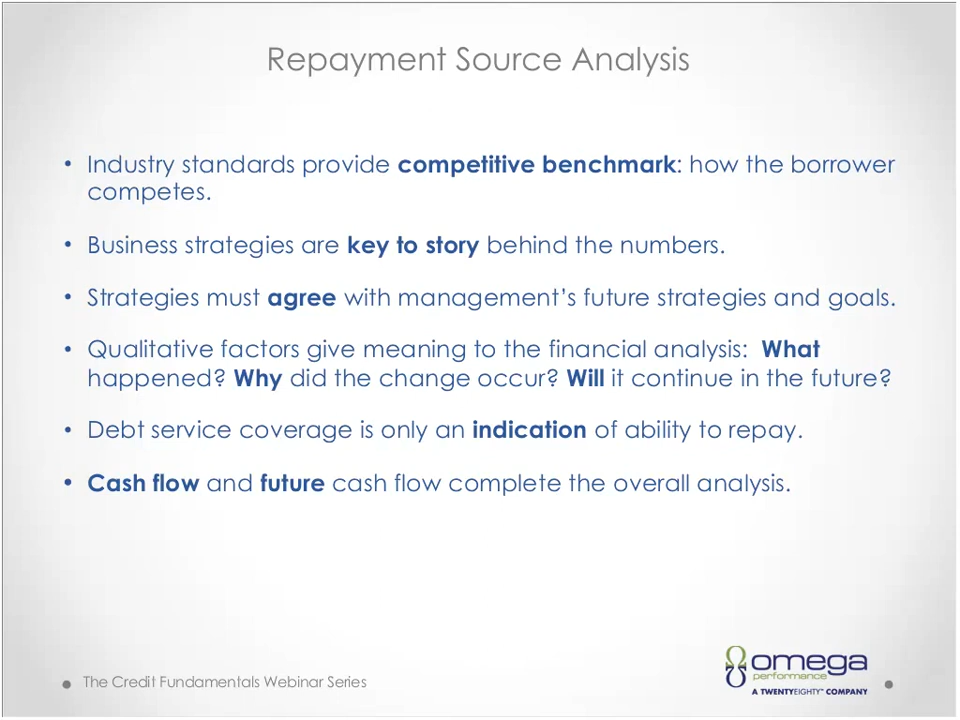 Repayment Source Analysis
• Industry standards provide competitive benchmark: how the borrower
competes.
• Business strategies are key to story behind the numbers.
• Strategies must agree with management’s future strategies and goals.
• Qualitative factors give meaning to the financial analysis:  What
happened? Why did the change occur? Will it continue in the future?
• Debt service coverage is only an indication of ability to repay.
• Cash flow and future cash flow complete the overall analysis.
The Credit Fundamentals Webinar Series
omega
performance
A TWENTYEIGHTY™ COMPANY